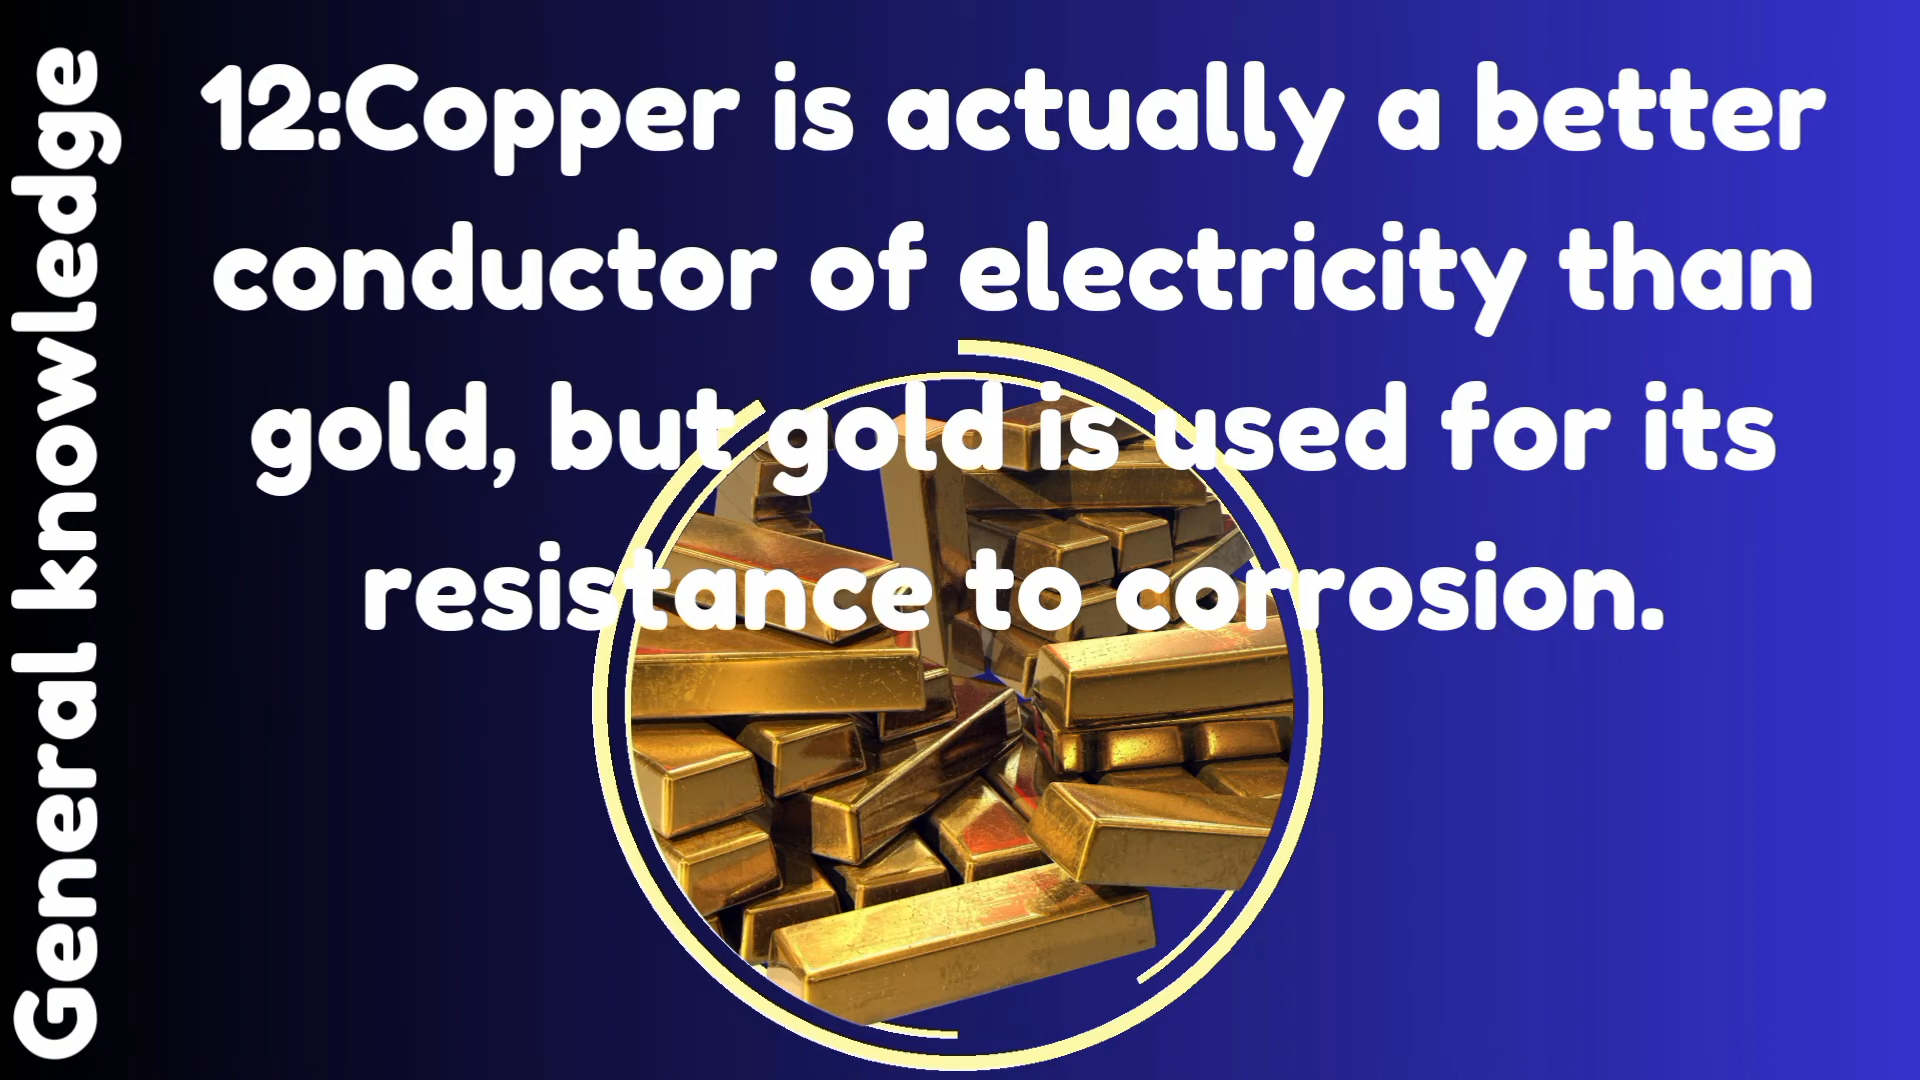 General knowledge
12:Copper is actually a better
conductor of electricity than
gold, but gold is used for its
resistance to corrosion.